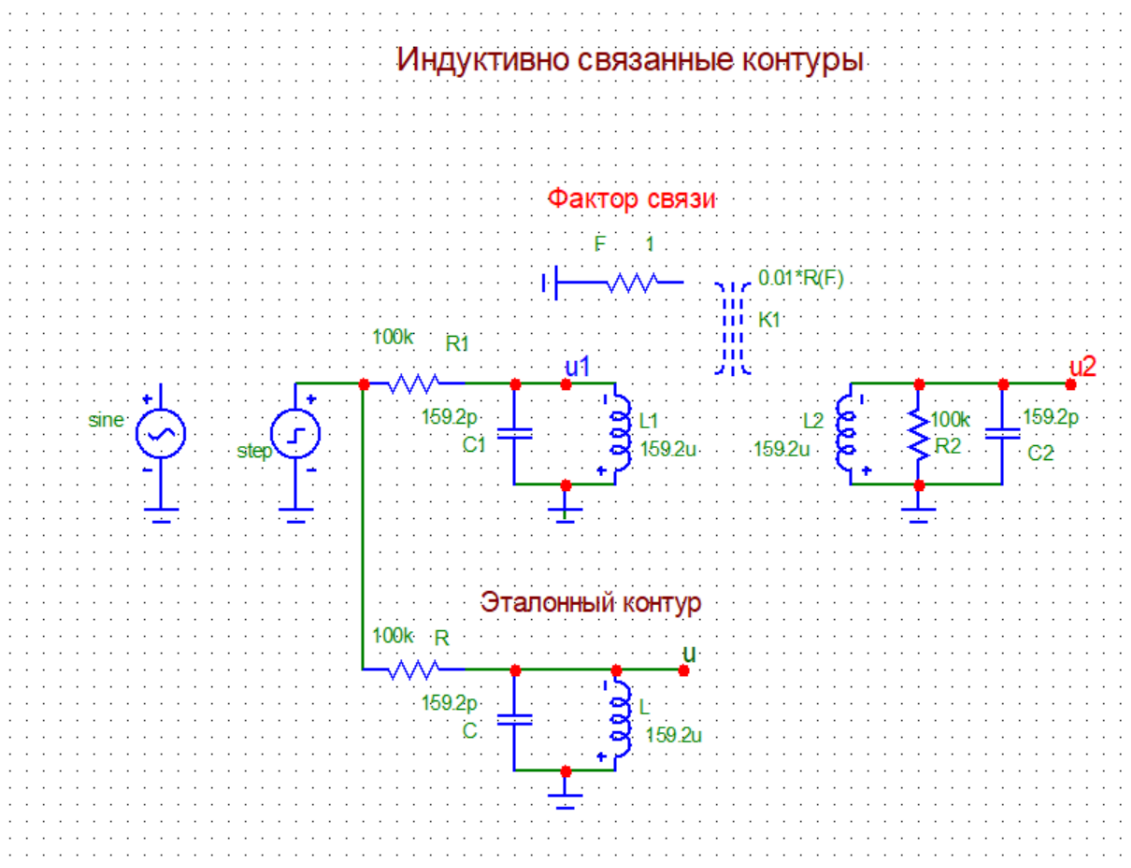 Индуктивно связанные контуры
Фактор связи
F 1
0.01*R(F)
K1
100k R1
u1
u2
sine
step
159.2p
C1
L1
159.2u
L2
159.2u
100k
R2
159.2p
C2
Эталонный контур
100k R
u
159.2p
C
L
159.2u